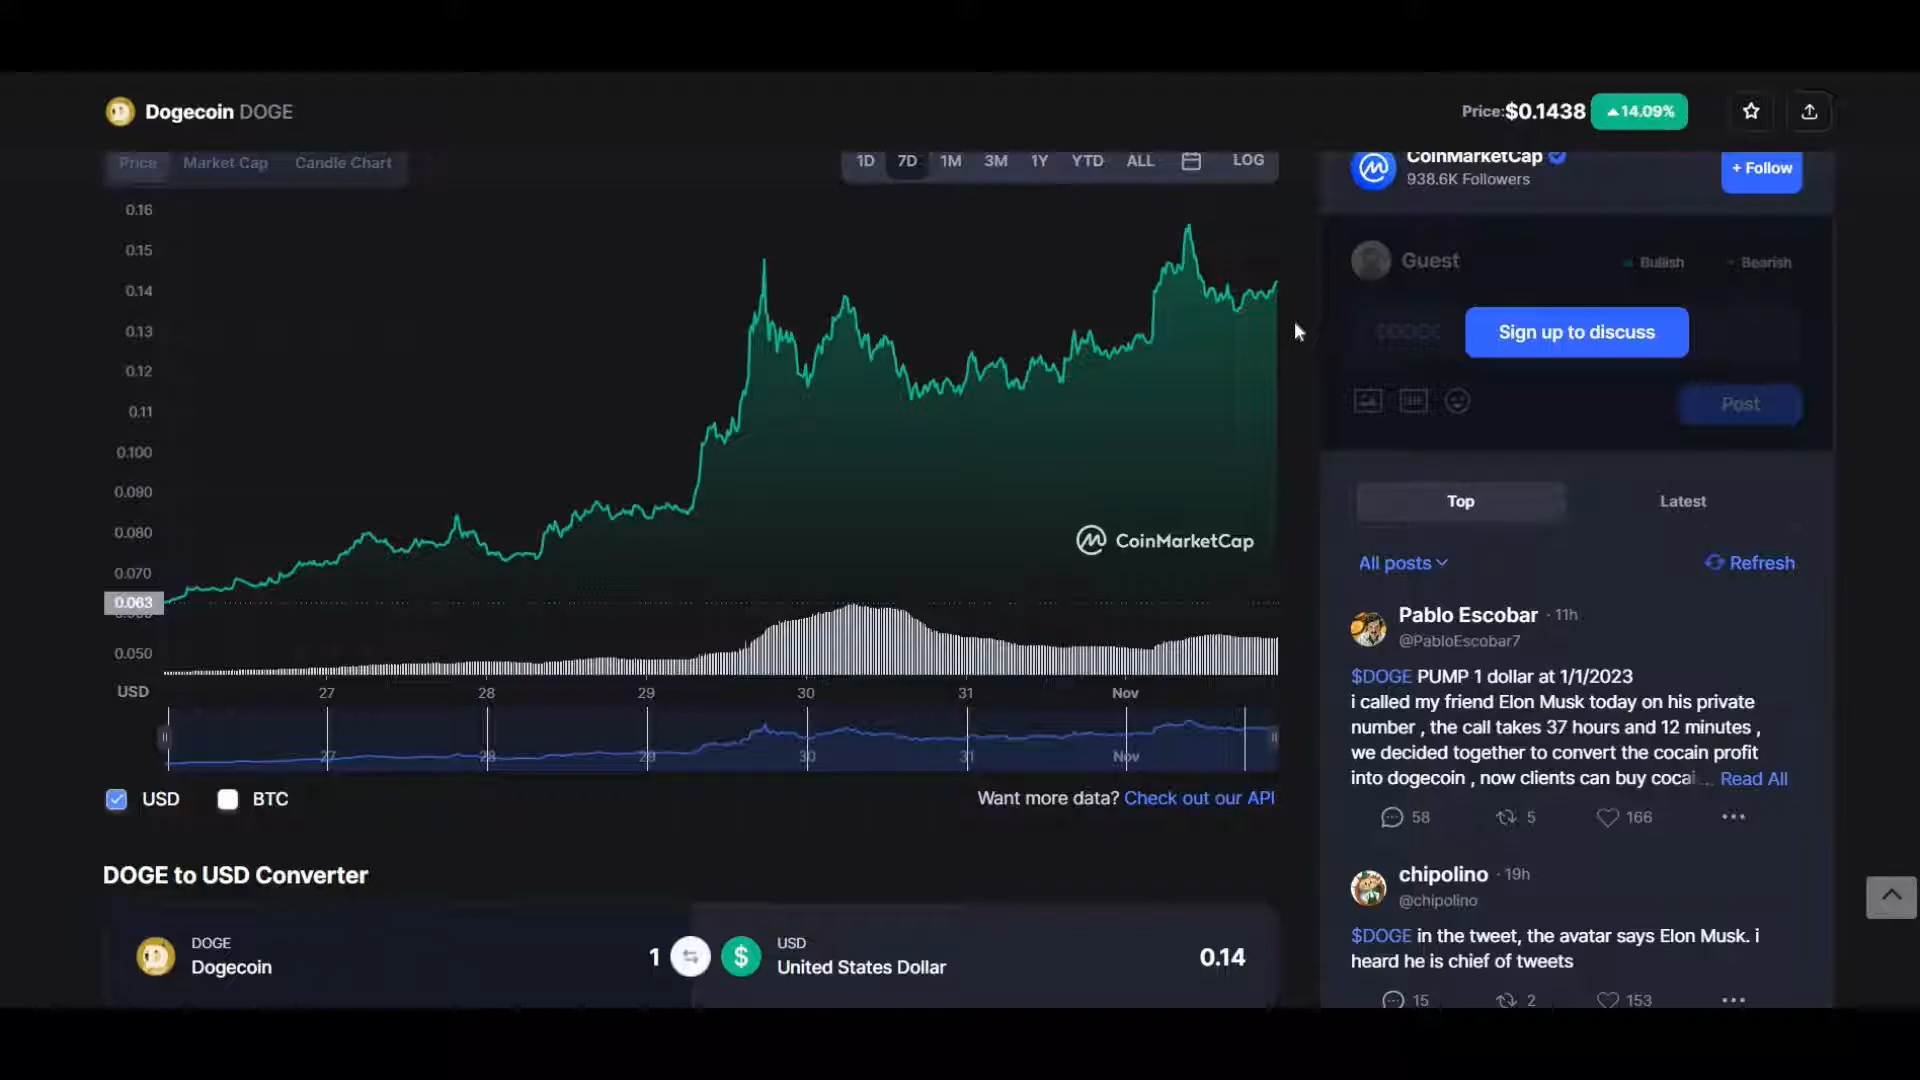 Dogecoin DOGE
Price:$0.1438
14.09%
Price Market Cap Candle Chart
1D 7D 1M 3M 1Y YTD ALL LOG
0.16
0.15
0.14
0.13
0.12
0.11
0.100
0.090
0.080
0.070
0.063
0.050
USD
27 28 29 30 31 Nov
CoinMarketCap
27 28 29 30 31 Nov
USD BTC
Want more data? Check out our API
DOGE to USD Converter
DOGE
Dogecoin
1
USD
United States Dollar
0.14
CoinMarketCap
938.6K Followers
+ Follow
Guest
Bullish Bearish
Sign up to discuss
Post
Top Latest
All posts Refresh
Pablo Escobar · 11h
@PabloEscobar7
$DOGE PUMP 1 dollar at 1/1/2023
i called my friend Elon Musk today on his private
number , the call takes 37 hours and 12 minutes ,
we decided together to convert the cocain profit
into dogecoin , now clients can buy cocai ... Read All
58 5 166
chipolino · 19h
@chipolino
$DOGE in the tweet, the avatar says Elon Musk. i
heard he is chief of tweets
15 2 153